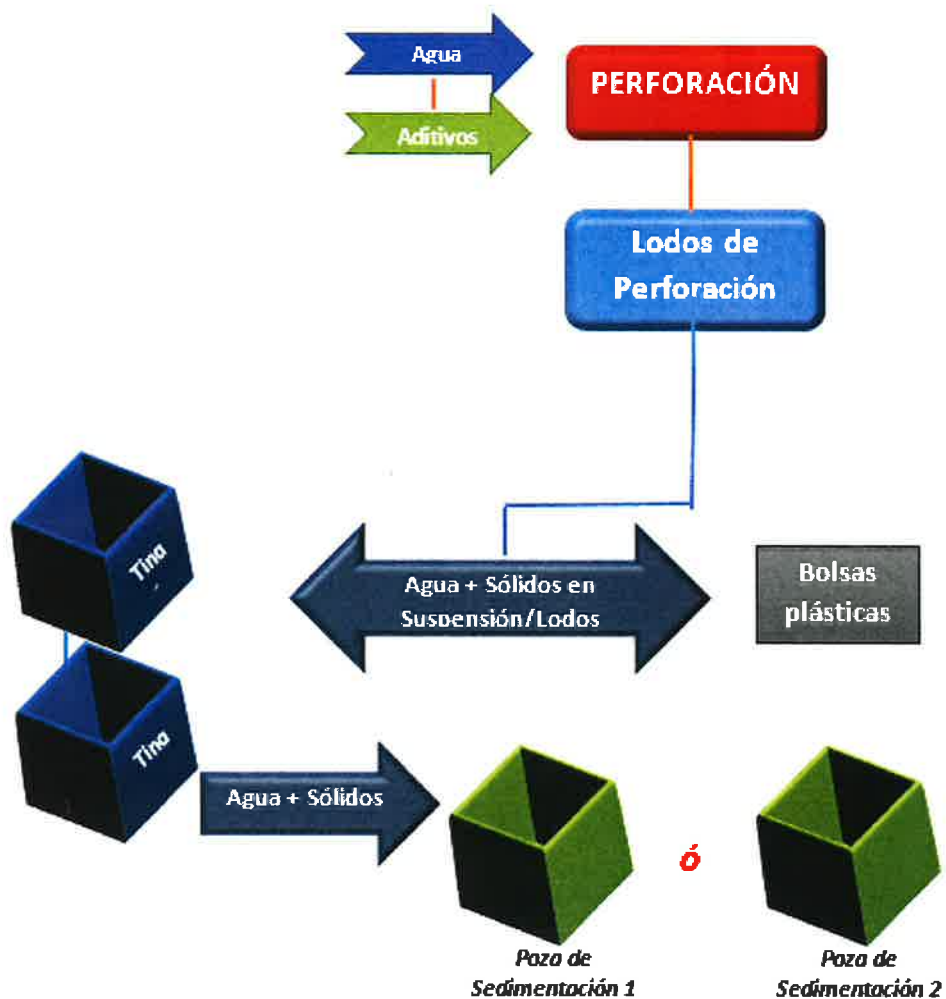 Agua
PERFORACIÓN
Aditivos
Lodos de
Perforación
Tina
Agua + Sólidos en
Suspensión/Lodos
Bolsas
plásticas
Tina
Agua + Sólidos
ó
Poza de
Sedimentación 1
Poza de
Sedimentación 2